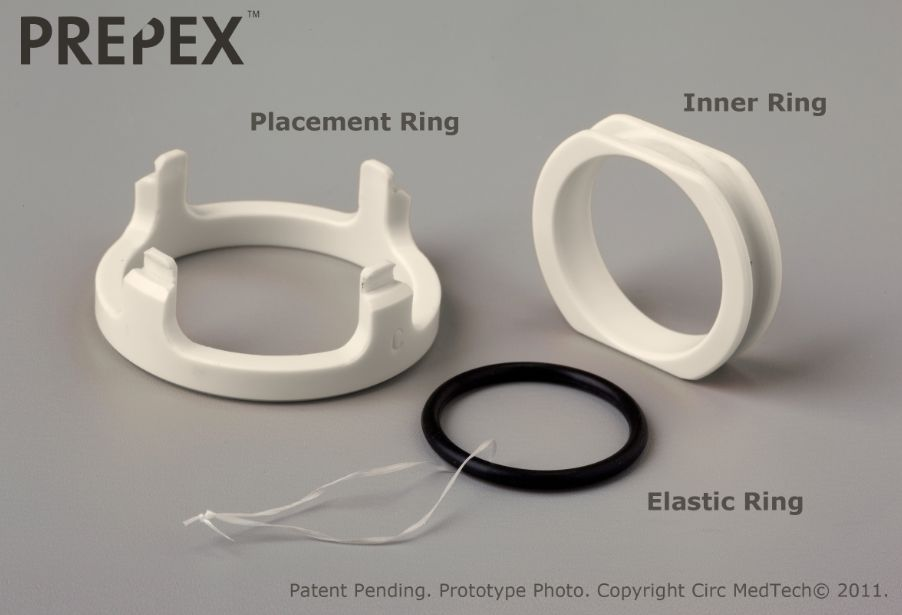 PREPEX™
Inner Ring
Placement Ring
C
Elastic Ring
Patent Pending. Prototype Photo. Copyright Circ MedTech© 2011.